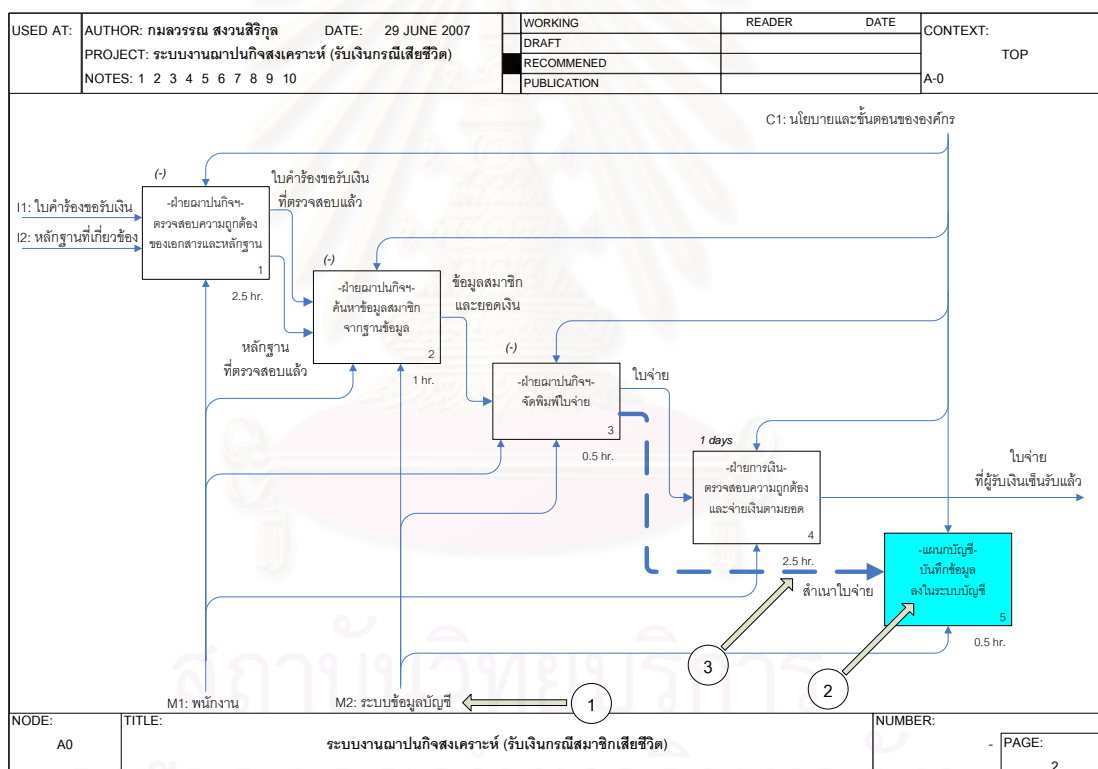 USED AT:
AUTHOR: กมลวรรณ สงวนสิริกุล DATE: 29 JUNE 2007
PROJECT: ระบบงานฌาปนกิจสงเคราะห์ (รับเงินกรณีเสียชีวิต)
NOTES: 1 2 3 4 5 6 7 8 9 10
WORKING
DRAFT
RECOMMENED
PUBLICATION
READER DATE
CONTEXT:
TOP
A-0
C1: นโยบายและขั้นตอนขององค์กร
I1: ใบคำร้องขอรับเงิน
I2: หลักฐานที่เกี่ยวข้อง
(-)
-ฝ่ายฌาปนกิจฯ-
ตรวจสอบความถูกต้อง
ของเอกสารและหลักฐาน
1
2.5 hr.
ใบคำร้องขอรับเงิน
ที่ตรวจสอบแล้ว
หลักฐาน
ที่ตรวจสอบแล้ว
(-)
-ฝ่ายฌาปนกิจฯ-
ค้นหาข้อมูลสมาชิก
จากฐานข้อมูล
2
1 hr.
ข้อมูลสมาชิก
และยอดเงิน
(-)
-ฝ่ายฌาปนกิจฯ-
จัดพิมพ์ใบจ่าย
3
0.5 hr.
ใบจ่าย
1 days
-ฝ่ายการเงิน-
ตรวจสอบความถูกต้อง
และจ่ายเงินตามยอด
4
2.5 hr.
ใบจ่าย
ที่ผู้รับเงินเซ็นรับแล้ว
สำเนาใบจ่าย
-แผนกบัญชี-
บันทึกข้อมูล
ลงในระบบบัญชี
5
0.5 hr.
3
2
1
M1: พนักงาน
M2: ระบบข้อมูลบัญชี
สถาบันวิทยบริการ
NODE:
A0
TITLE:
ระบบงานฌาปนกิจสงเคราะห์ (รับเงินกรณีสมาชิกเสียชีวิต)
NUMBER:
-
PAGE:
2